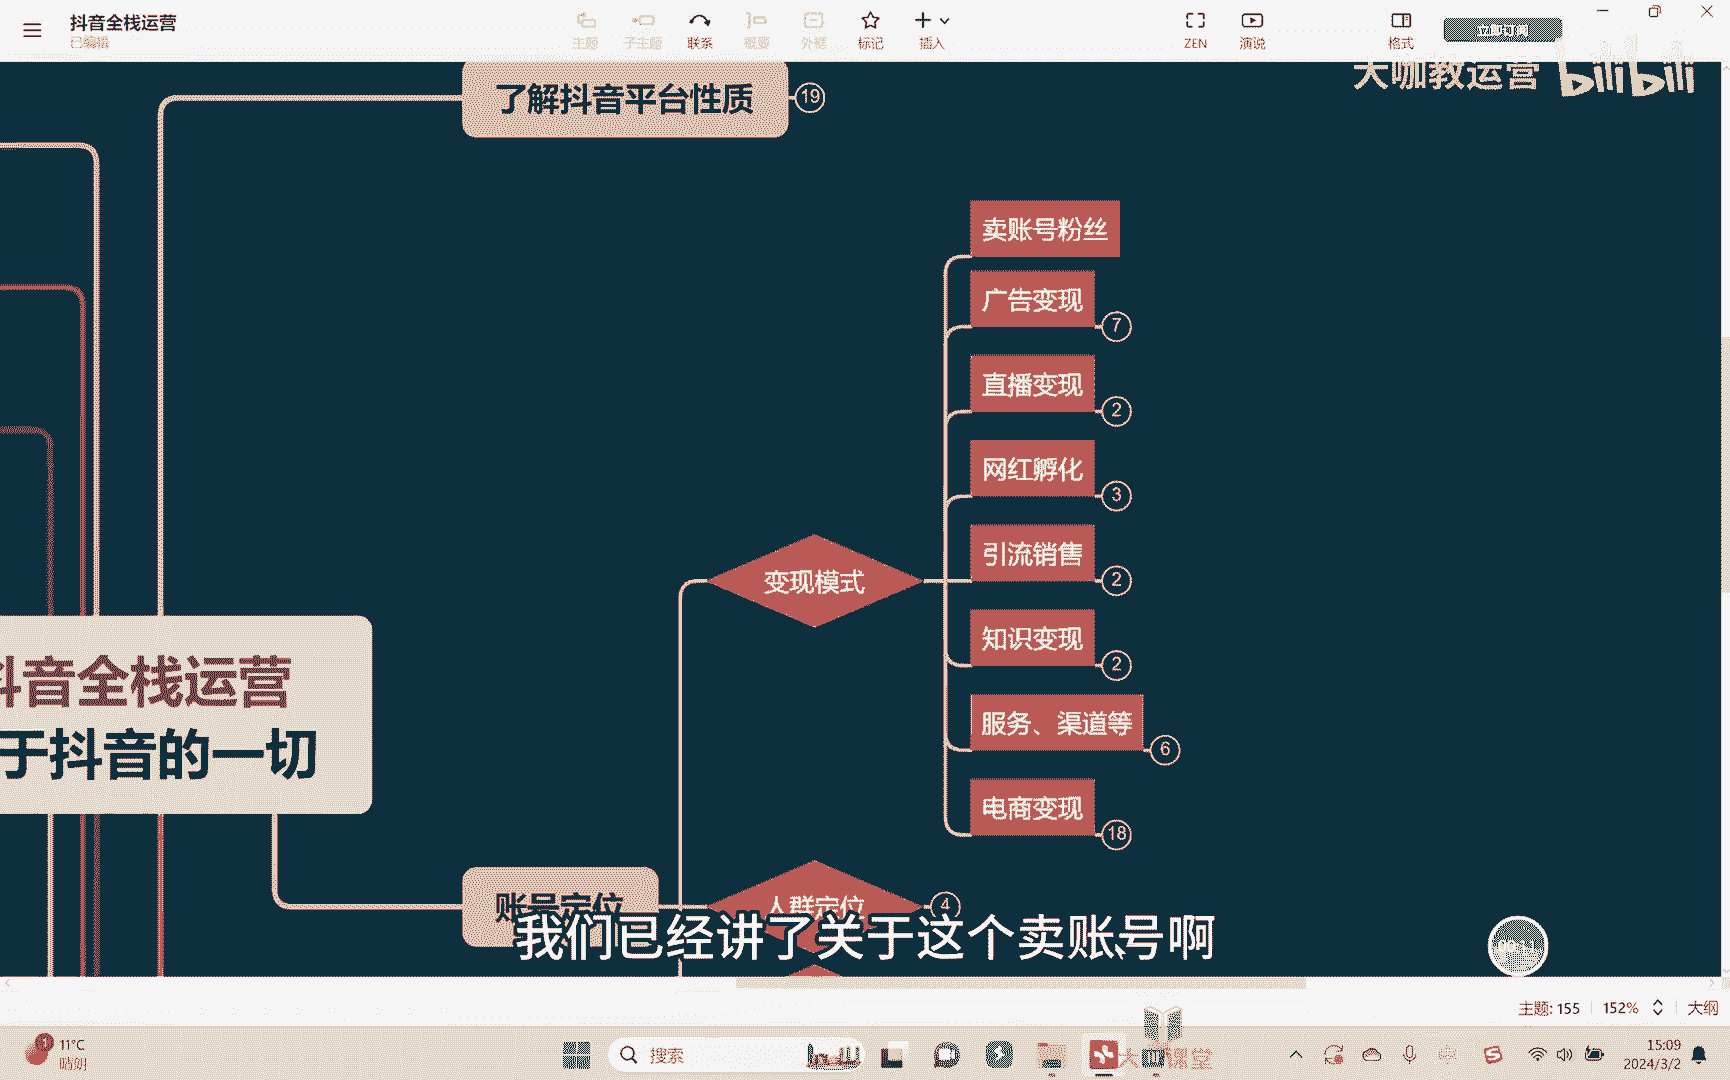 抖音全栈运营
已编辑
主题
子主题
联系
概要
外框
标记
插入
ZEN
演说
格式
立即订阅
大咖教运营
bilibili
了解抖音平台性质
19
卖账号粉丝
广告变现
7
直播变现
2
网红孵化
3
引流销售
2
变现模式
知识变现
2
服务、渠道等
6
电商变现
18
抖音全栈运营
于抖音的一切
账号定位
人群定位
4
我们已经讲了关于这个卖账号啊
主题: 155
152%
大纲
1
11°C
晴朗
搜索
课堂
15:09
2024/3/2